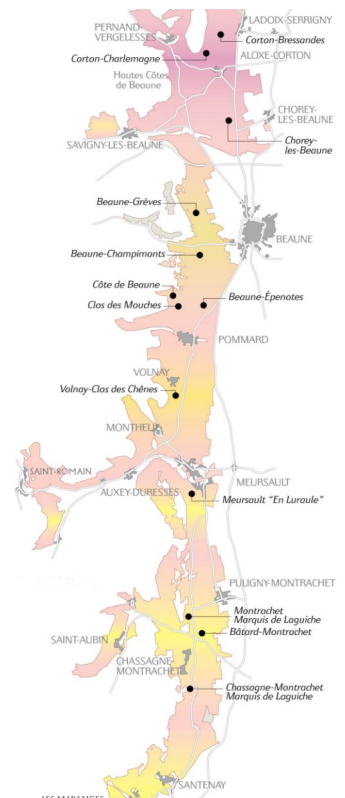 LADOIX-SERRIGNY
PERNAND-
VERGELESSES
Corton-Bressandes
Corton-Charlemagne
ALOXE-CORTON
Hautes Côtes
de Beaune
CHOREY-
LES-BEAUNE
Chorey-
les-Beaune
SAVIGNY-LES-BEAUNE
Beaune-Grèves
BEAUNE
Beaune-Champimonts
Côte de Beaune
Clos des Mouches
Beaune-Épenotes
POMMARD
VOLNAY
Volnay-Clos des Chênes
MONTHELIE
SAINT-ROMAIN
MEURSAULT
AUXEY-DURESSES
Meursault "En Luraule"
PULIGNY-MONTRACHET
Montrachet
Marquis de Laguiche
Bâtard-Montrachet
SAINT-AUBIN
CHASSAGNE-
MONTRACHET
Chassagne-Montrachet
Marquis de Laguiche
SANTENAY
LES MARANGES